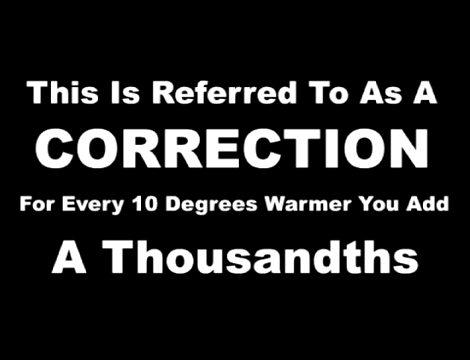 This Is Referred To As A
CORRECTION
For Every 10 Degrees Warmer You Add
A Thousandths